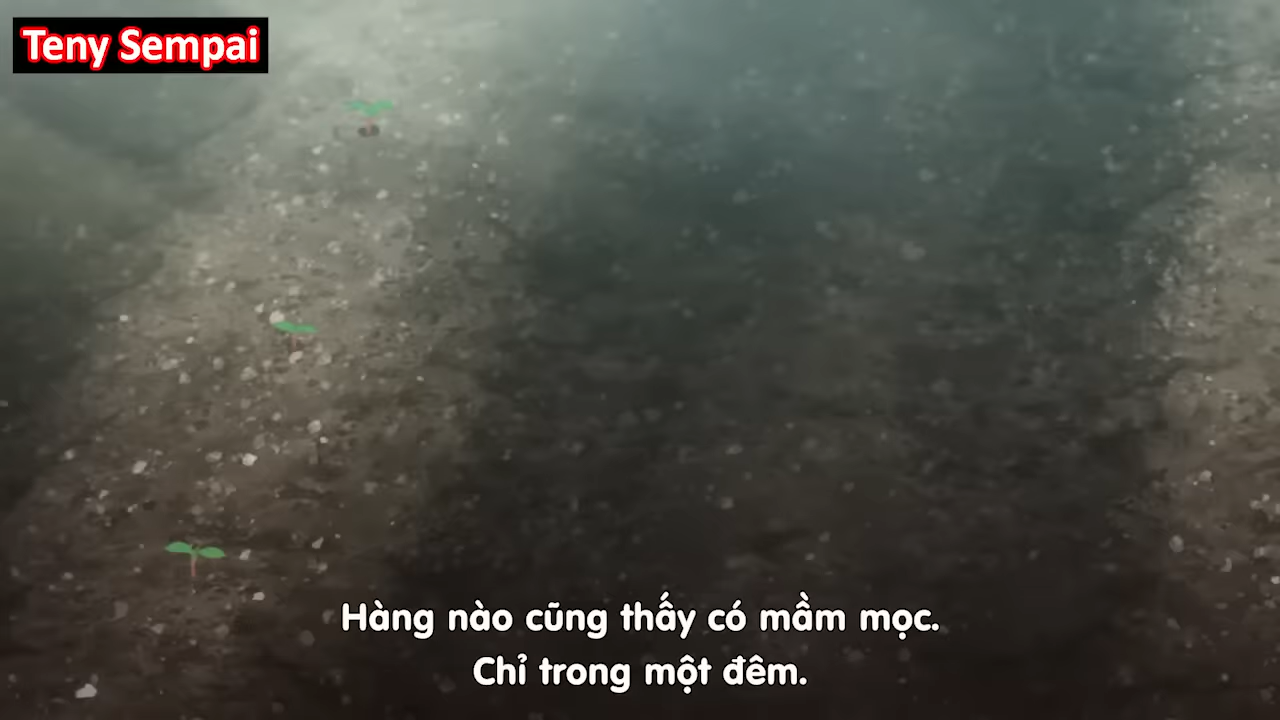 Teny Sempai
Hàng nào cũng thấy có mầm mọc.
Chỉ trong một đêm.